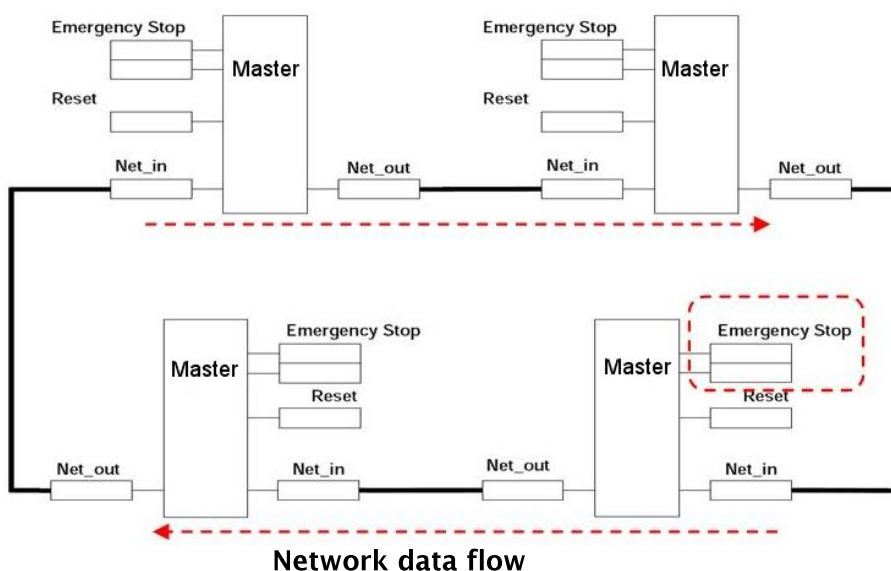 Emergency Stop
Master
Reset
Net_in
Net_out
Emergency Stop
Master
Reset
Net_in
Net_out
Emergency Stop
Master
Reset
Net_out
Net_in
Emergency Stop
Master
Reset
Net_out
Net_in
Network data flow